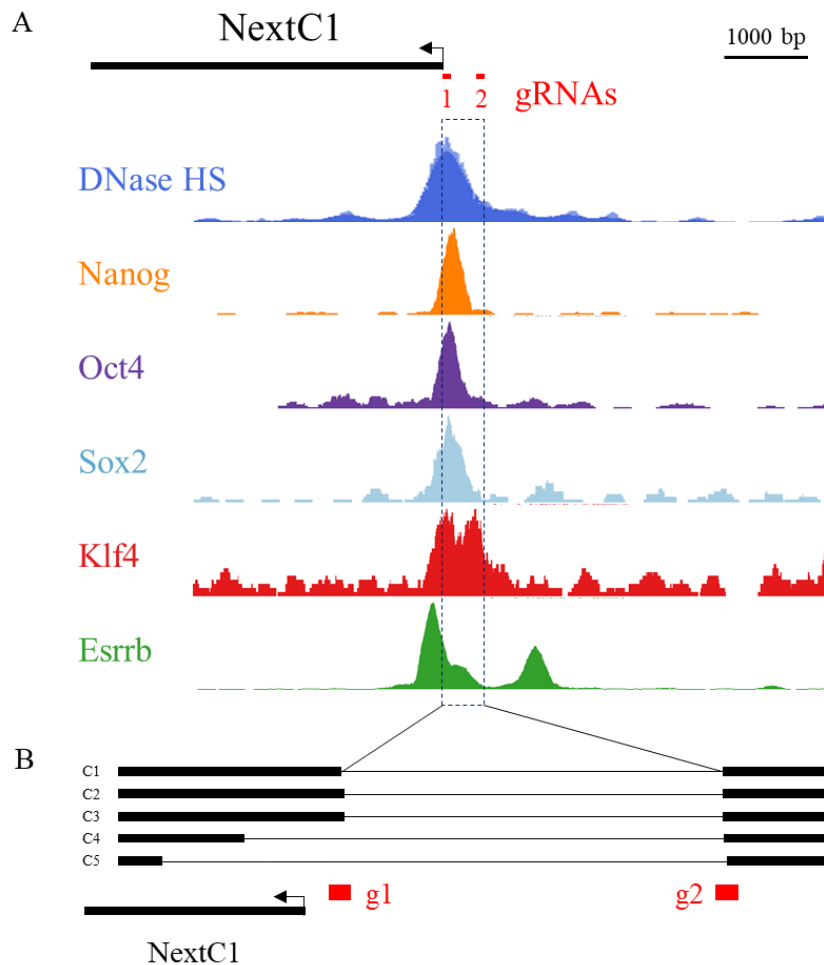 A
NextC1
1000 bp
1 2 gRNAs
DNase HS
Nanog
Oct4
Sox2
Klf4
Esrrb
B
C1
C2
C3
C4
C5
g1 g2
NextC1